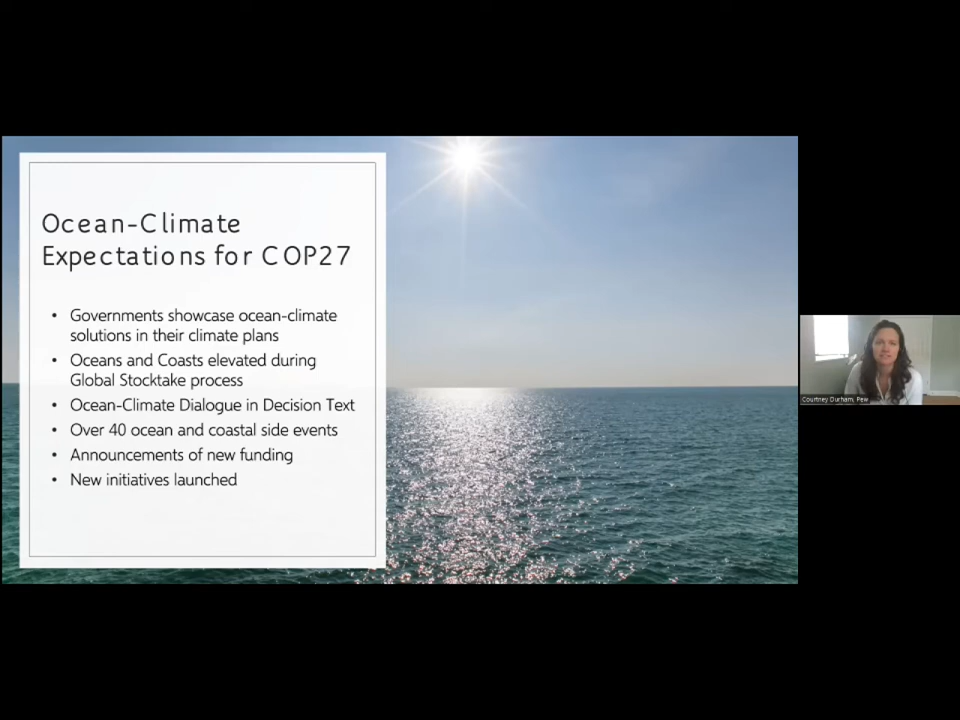 Ocean-Climate
Expectations for COP27
• Governments showcase ocean-climate
solutions in their climate plans
• Oceans and Coasts elevated during
Global Stocktake process
• Ocean-Climate Dialogue in Decision Text
• Over 40 ocean and coastal side events
• Announcements of new funding
• New initiatives launched
Courtney Durham, Pew